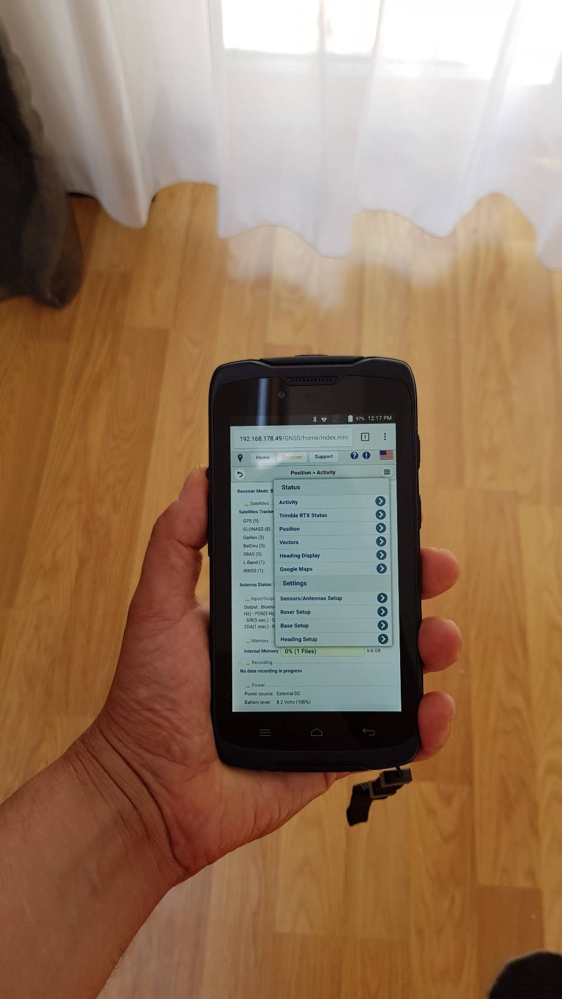 97% 12:17 PM
192.168.178.49/GNSS/home/index.min.
1
Home Receiver Support
Position > Activity
Receiver Mode:
Satellites
GPS (9):
GLONASS (8):
Galileo (3):
BeiDou (3):
SBAS (5):
L-Band (1):
IRNSS (1):
Antenna Status:
Output :
Hz) - POS(5 Hz
- SIR(5 sec.) - S
ZDA(1 min.) - R
Status
Activity
Trimble RTX Status
Position
Vectors
Heading Display
Google Maps
Settings
Sensors/Antennas Setup
Rover Setup
Base Setup
Heading Setup
Memory
Internal Memory 0% (1 Files) 6.6 GB
Recording
No data recording in progress
Power
Power source: External DC
Battery level: 8.2 Volts (100%)